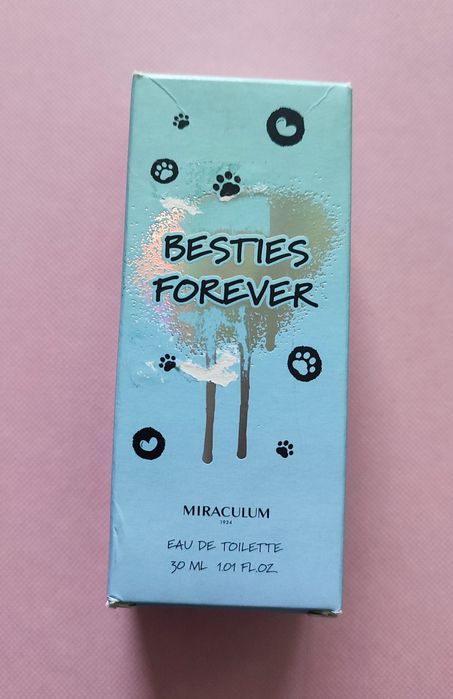 BESTIES
FOREVER
MIRACULUM
1924
EAU DE TOILETTE
30 ML 1.01 FL.OZ